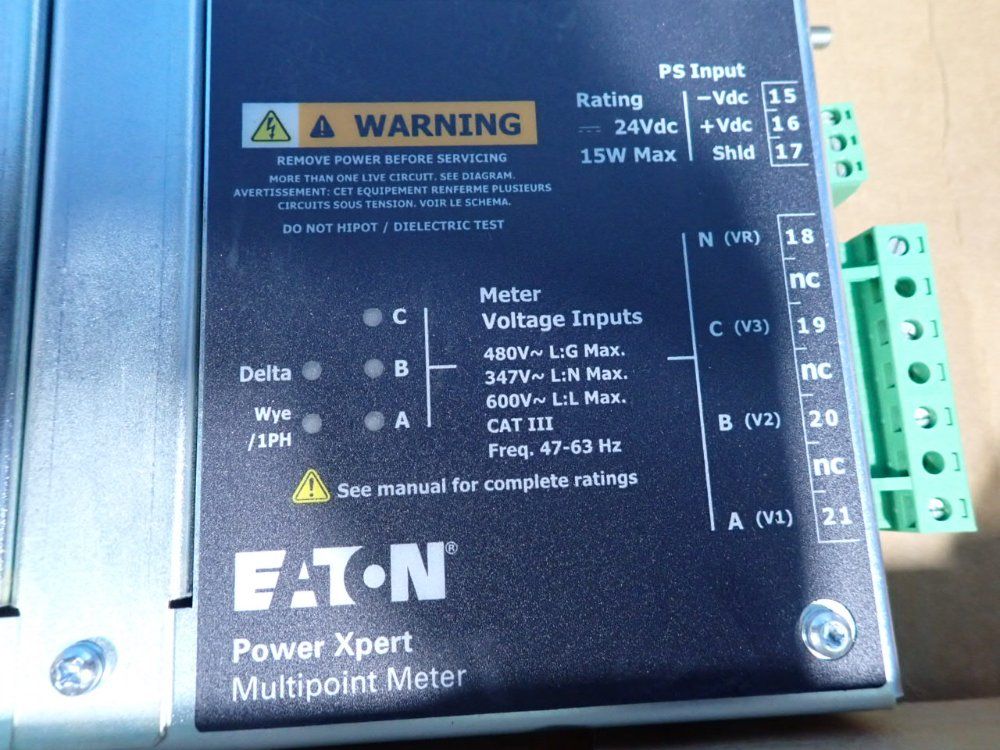 PS Input
Rating
⎓ 24Vdc
15W Max
−Vdc 15
+Vdc 16
Shld 17
WARNING
REMOVE POWER BEFORE SERVICING
MORE THAN ONE LIVE CIRCUIT. SEE DIAGRAM.
AVERTISSEMENT: CET EQUIPEMENT RENFERME PLUSIEURS
CIRCUITS SOUS TENSION. VOIR LE SCHEMA.
DO NOT HIPOT / DIELECTRIC TEST
N (VR) 18
nc
C (V3) 19
nc
B (V2) 20
nc
A (V1) 21
Meter
Voltage Inputs
480V~ L:G Max.
347V~ L:N Max.
600V~ L:L Max.
CAT III
Freq. 47-63 Hz
C
Delta B
Wye
/1PH
A
See manual for complete ratings
EATON®
Power Xpert
Multipoint Meter